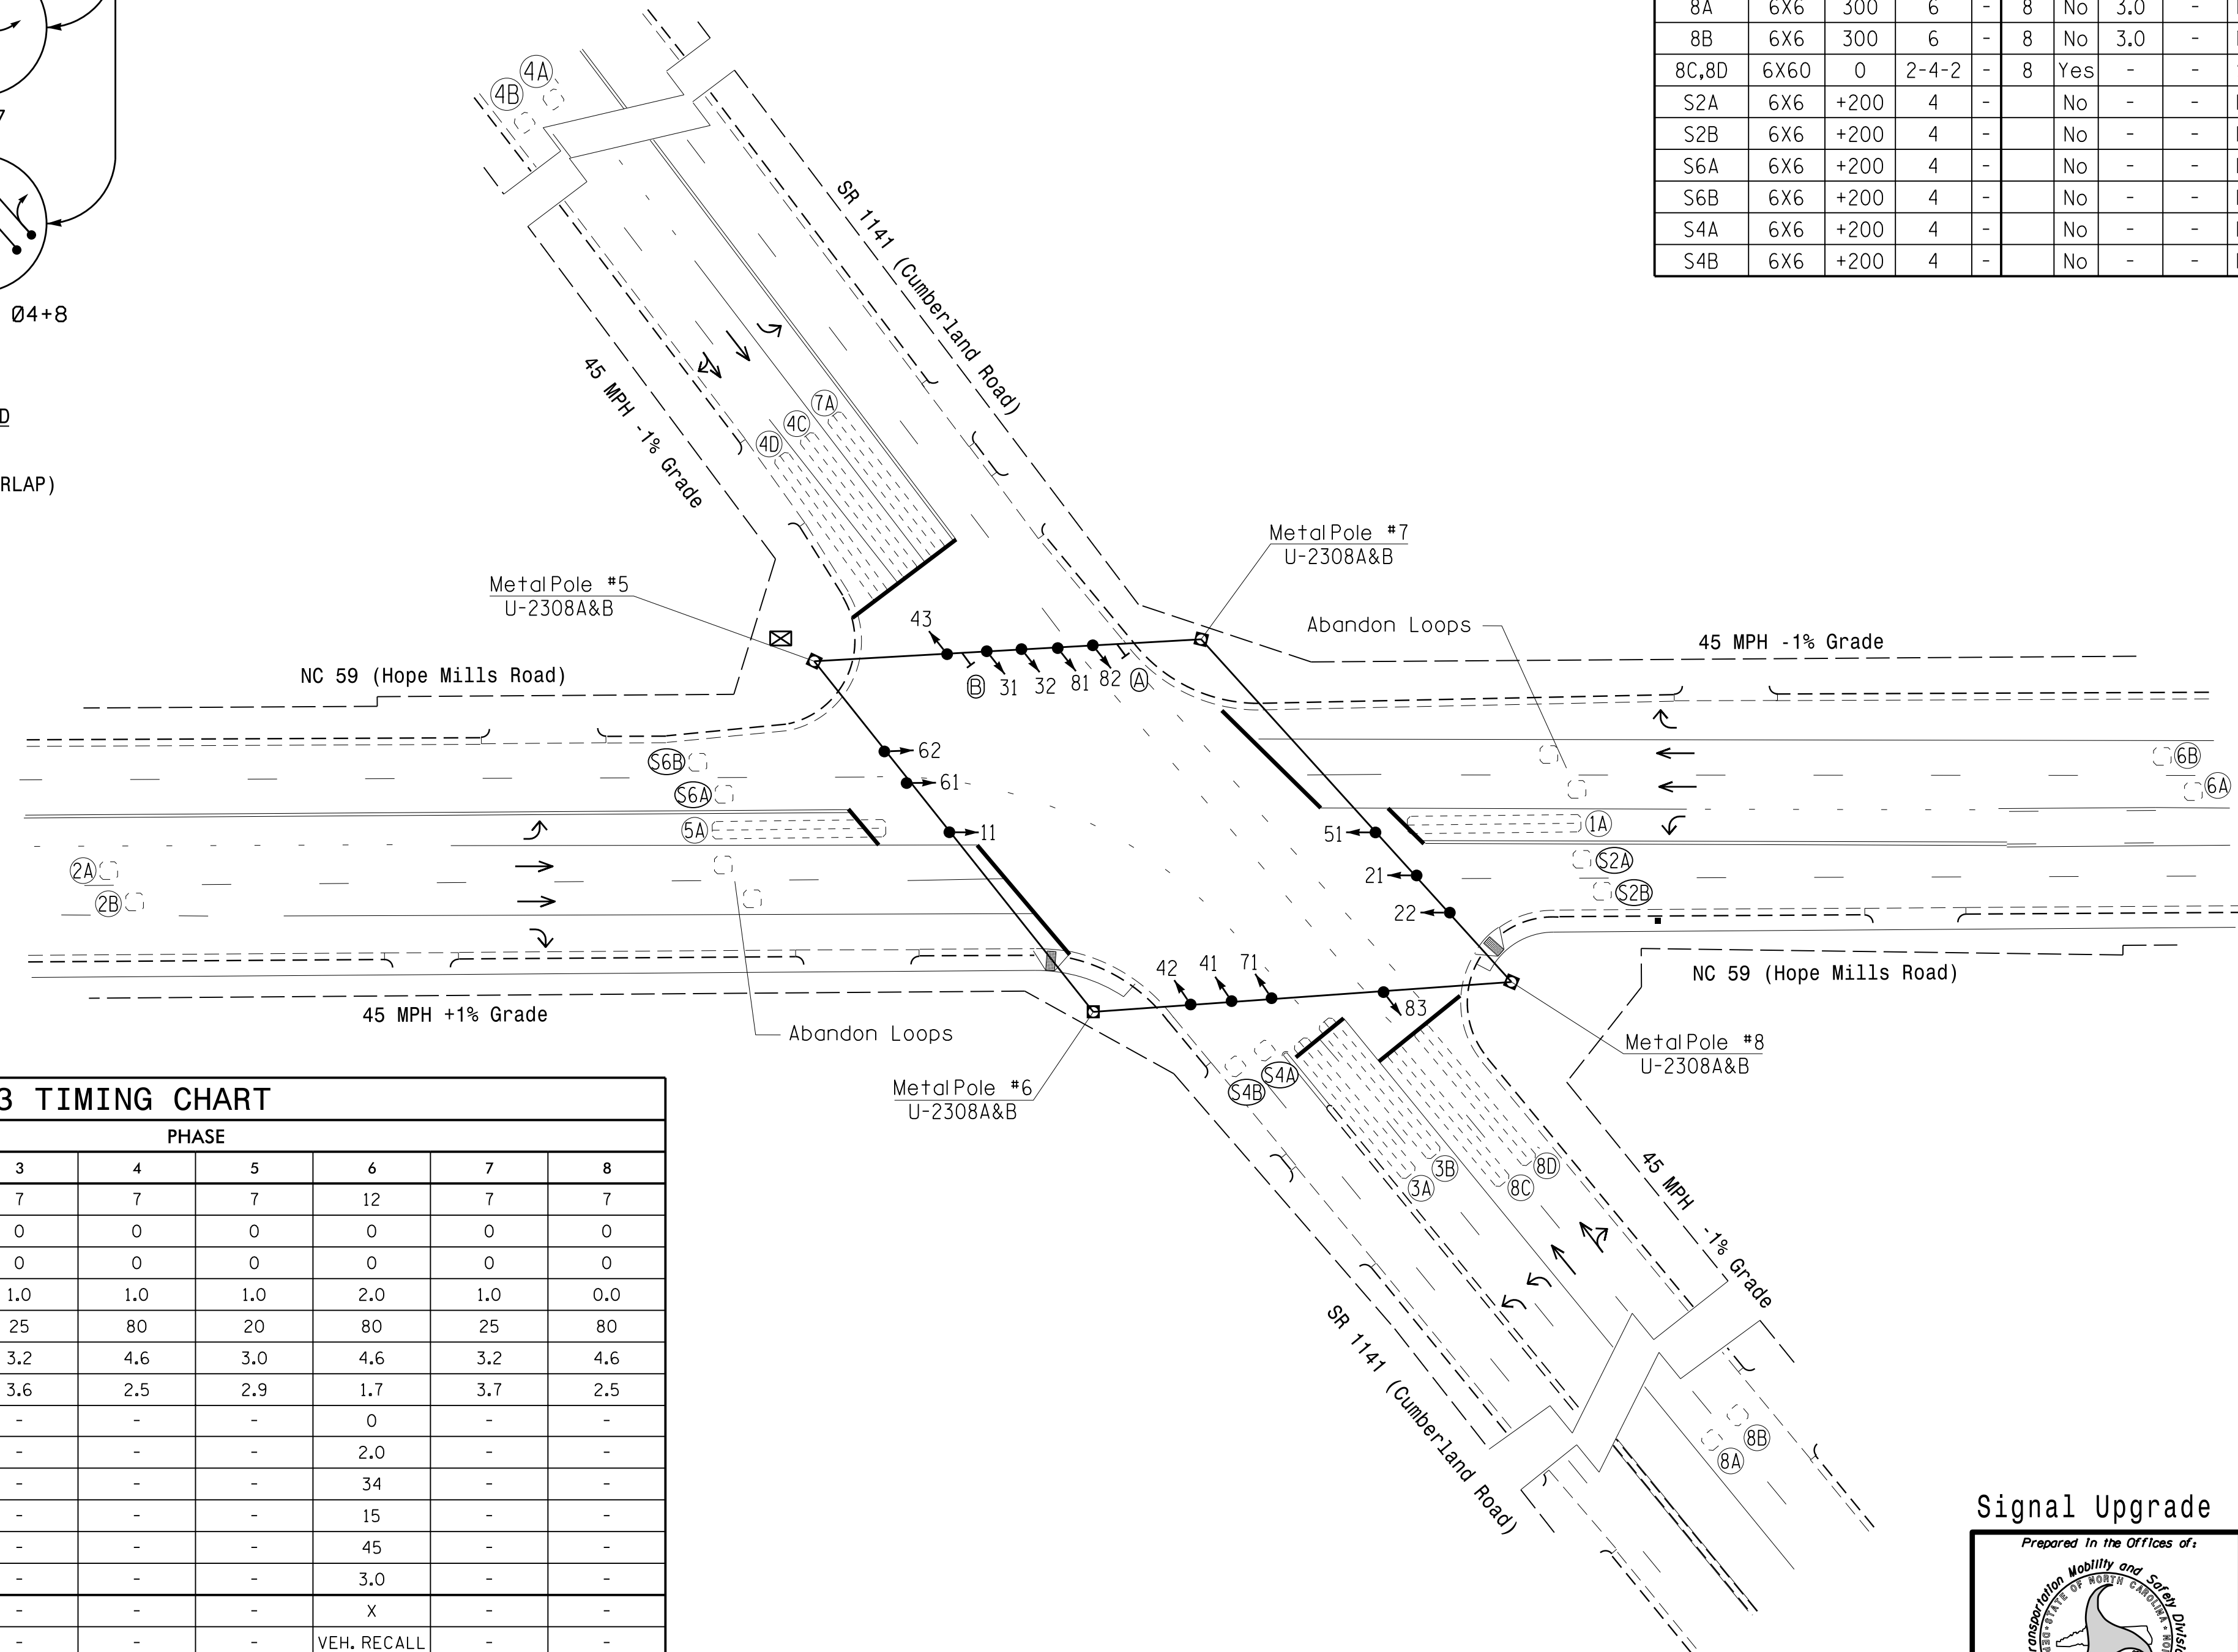 8A 6X6 300 6 - 8 No 3.0 -
8B 6X6 300 6 - 8 No 3.0 -
8C,8D 6X60 0 2-4-2 - 8 Yes - -
S2A 6X6 +200 4 - No - -
S2B 6X6 +200 4 - No - -
S6A 6X6 +200 4 - No - -
S6B 6X6 +200 4 - No - -
S4A 6X6 +200 4 - No - -
S4B 6X6 +200 4 - No - -
Ø4+8
D
RLAP)
4A
4B
SR 1141 (Cumberland Road)
45 MPH -1% Grade
7A
4C
4D
Metal Pole #7
U-2308A&B
Metal Pole #5
U-2308A&B
Abandon Loops
43
B
31
32
81
82
A
NC 59 (Hope Mills Road)
45 MPH -1% Grade
S6B
62
6B
S6A
61
6A
5A
11
51
1A
2A
2B
21
S2A
22
S2B
NC 59 (Hope Mills Road)
45 MPH +1% Grade
Abandon Loops
42
41
71
83
Metal Pole #8
U-2308A&B
Metal Pole #6
U-2308A&B
S4A
S4B
3A
3B
8C
8D
45 MPH -1% Grade
SR 1141 (Cumberland Road)
8B
8A
3 TIMING CHART
PHASE
3 4 5 6 7 8
7 7 7 12 7 7
0 0 0 0 0 0
0 0 0 0 0 0
1.0 1.0 1.0 2.0 1.0 0.0
25 80 20 80 25 80
3.2 4.6 3.0 4.6 3.2 4.6
3.6 2.5 2.9 1.7 3.7 2.5
- - - 0 - -
- - - 2.0 - -
- - - 34 - -
- - - 15 - -
- - - 45 - -
- - - 3.0 - -
- - - X - -
- - - VEH. RECALL - -
Signal Upgrade
Prepared in the Offices of:
Mobility and Safety
STATE OF NORTH CAROLINA